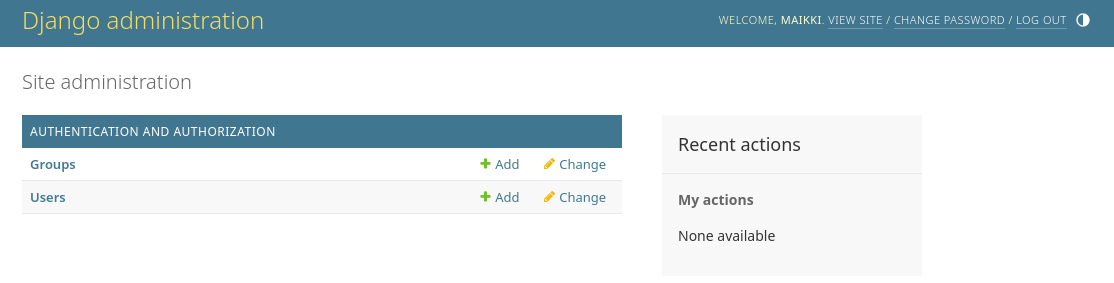 Django administration
WELCOME, MAIKKI. VIEW SITE / CHANGE PASSWORD / LOG OUT
Site administration
AUTHENTICATION AND AUTHORIZATION
Groups Add Change
Users Add Change
Recent actions
My actions
None available